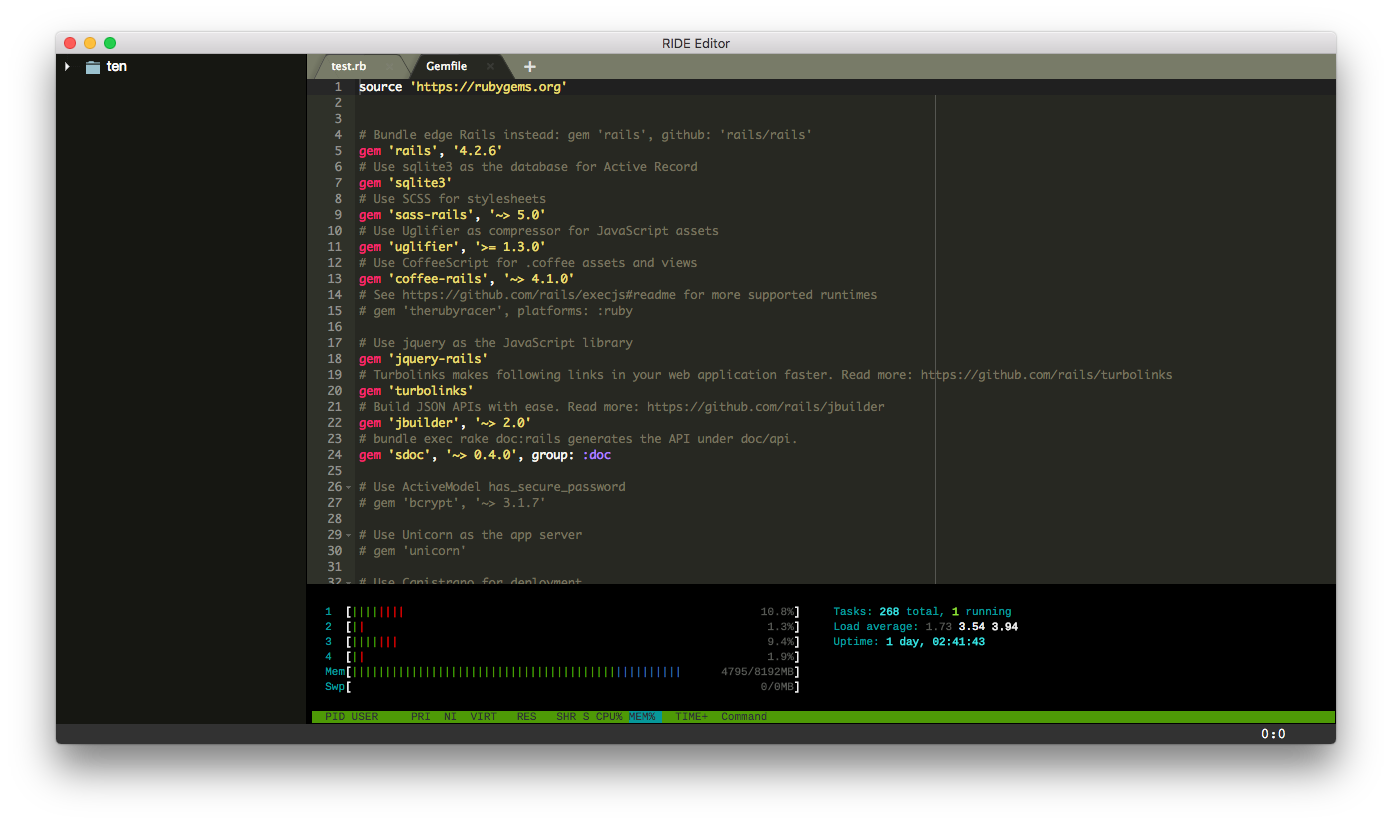 RIDE Editor
ten
test.rb × Gemfile × +
1 source 'https://rubygems.org'
2
3
4 # Bundle edge Rails instead: gem 'rails', github: 'rails/rails'
5 gem 'rails', '4.2.6'
6 # Use sqlite3 as the database for Active Record
7 gem 'sqlite3'
8 # Use SCSS for stylesheets
9 gem 'sass-rails', '~> 5.0'
10 # Use Uglifier as compressor for JavaScript assets
11 gem 'uglifier', '>= 1.3.0'
12 # Use CoffeeScript for .coffee assets and views
13 gem 'coffee-rails', '~> 4.1.0'
14 # See https://github.com/rails/execjs#readme for more supported runtimes
15 # gem 'therubyracer', platforms: :ruby
16
17 # Use jquery as the JavaScript library
18 gem 'jquery-rails'
19 # Turbolinks makes following links in your web application faster. Read more: https://github.com/rails/turbolinks
20 gem 'turbolinks'
21 # Build JSON APIs with ease. Read more: https://github.com/rails/jbuilder
22 gem 'jbuilder', '~> 2.0'
23 # bundle exec rake doc:rails generates the API under doc/api.
24 gem 'sdoc', '~> 0.4.0', group: :doc
25
26 # Use ActiveModel has_secure_password
27 # gem 'bcrypt', '~> 3.1.7'
28
29 # Use Unicorn as the app server
30 # gem 'unicorn'
31
32 # Use Capistrano for deployment
1 [|||||||| 10.8%] Tasks: 268 total, 1 running
2 [|| 1.3%] Load average: 1.73 3.54 3.94
3 [||||||| 9.4%] Uptime: 1 day, 02:41:43
4 [|| 1.9%]
Mem[|||||||||||||||||||||||||||||||||||||||||||||||||| 4795/8192MB]
Swp[ 0/0MB]
PID USER PRI NI VIRT RES SHR S CPU% MEM% TIME+ Command
0:0